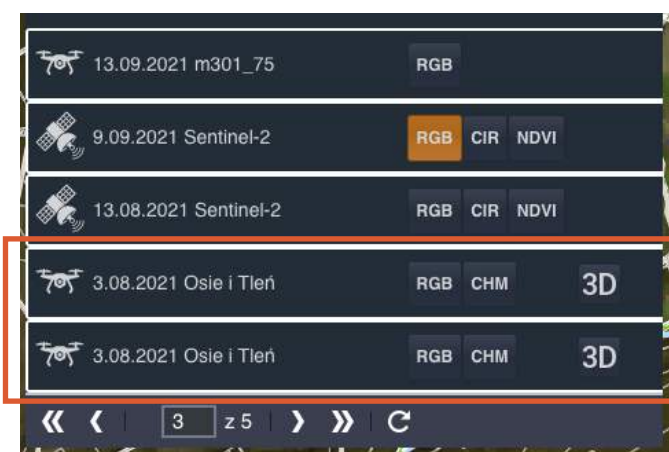 13.09.2021 m301_75 RGB
9.09.2021 Sentinel-2 RGB CIR NDVI
13.08.2021 Sentinel-2 RGB CIR NDVI
3.08.2021 Osie i Tleń RGB CHM 3D
3.08.2021 Osie i Tleń RGB CHM 3D
3 z 5